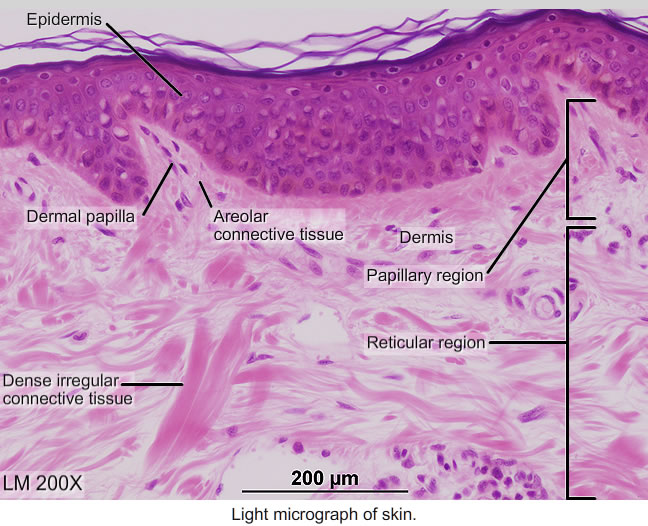 Epidermis
Dermal papilla
Areolar
connective tissue
Dermis
Papillary region
Reticular region
Dense irregular
connective tissue
LM 200X
200 µm
Light micrograph of skin.